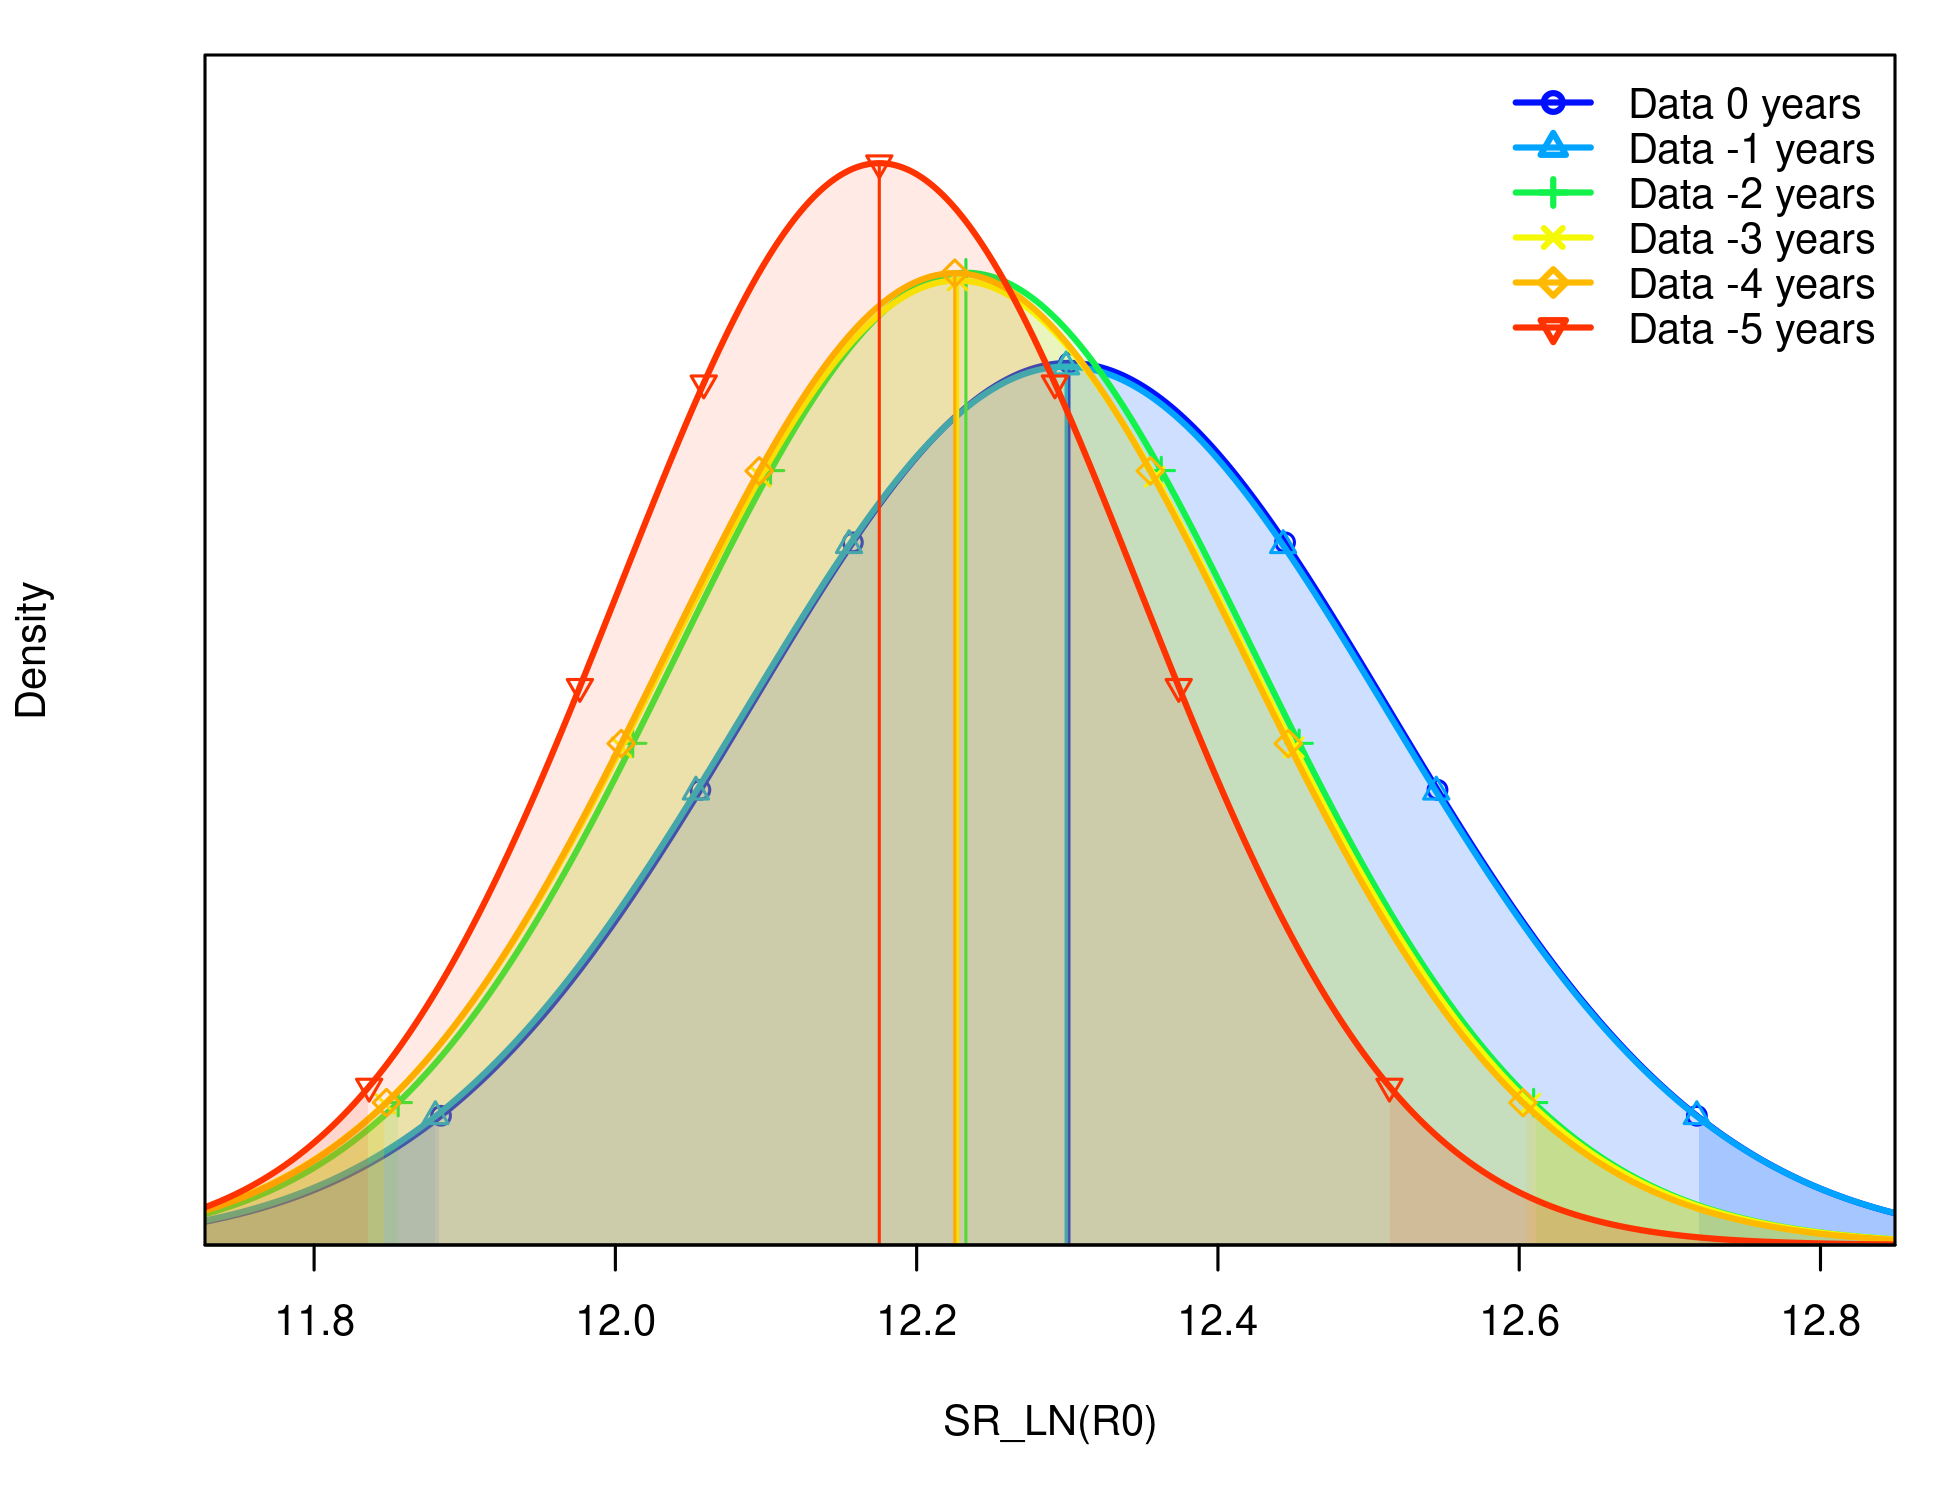 Data 0 years
Data -1 years
Data -2 years
Data -3 years
Data -4 years
Data -5 years
Density
11.8 12.0 12.2 12.4 12.6 12.8
SR_LN(R0)